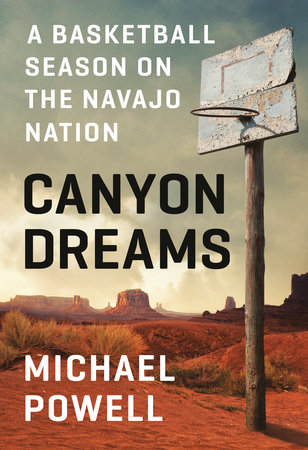 A BASKETBALL
SEASON ON
THE NAVAJO
NATION
CANYON
DREAMS
MICHAEL
POWELL